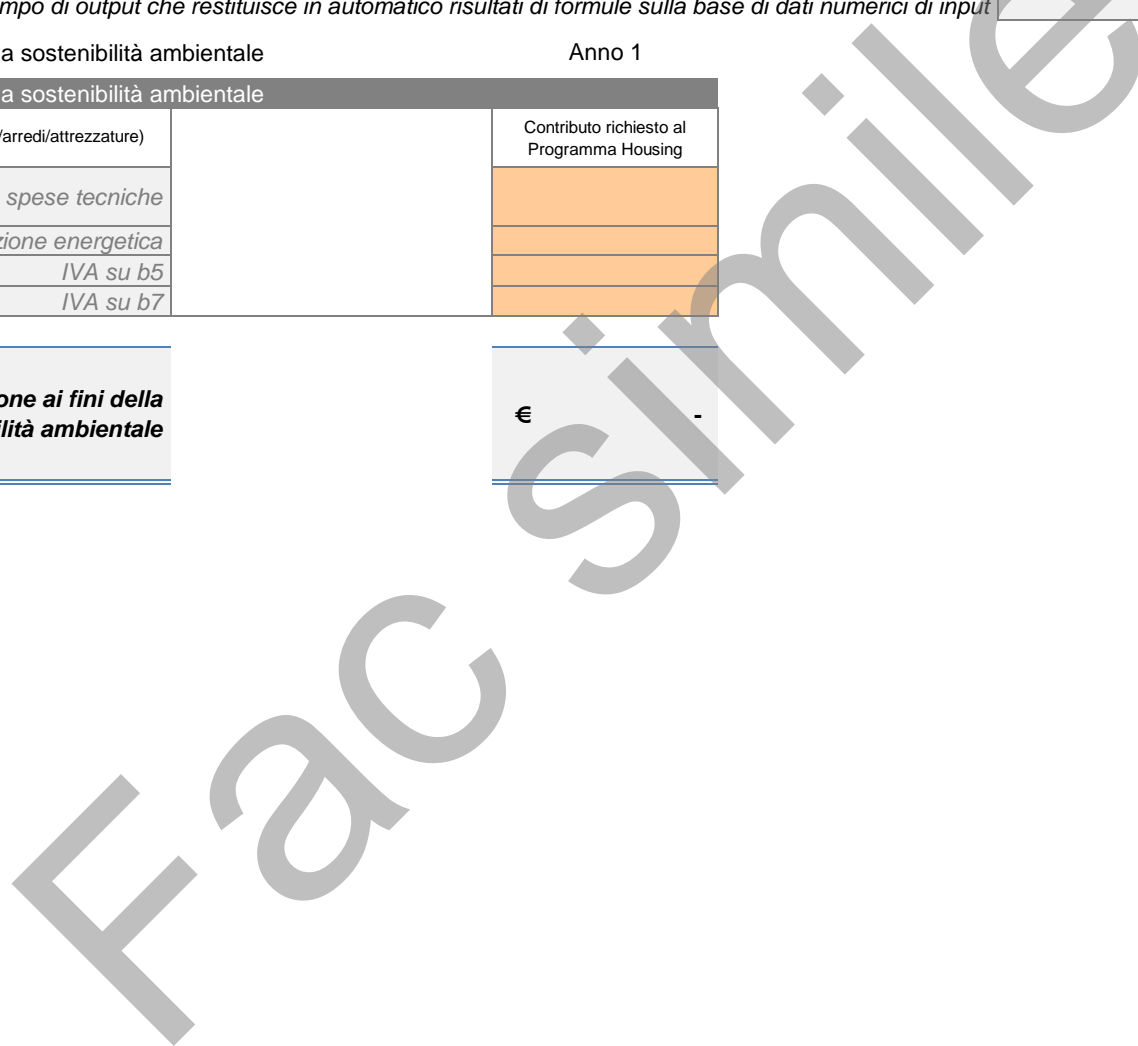 mpo di output che restituisce in automatico risultati di formule sulla base di dati numerici di input
a sostenibilità ambientale Anno 1
a sostenibilità ambientale
/arredi/attrezzature)
Contributo richiesto al
Programma Housing
spese tecniche
zione energetica
IVA su b5
IVA su b7
one ai fini della
ilità ambientale
€ -
Fac simile